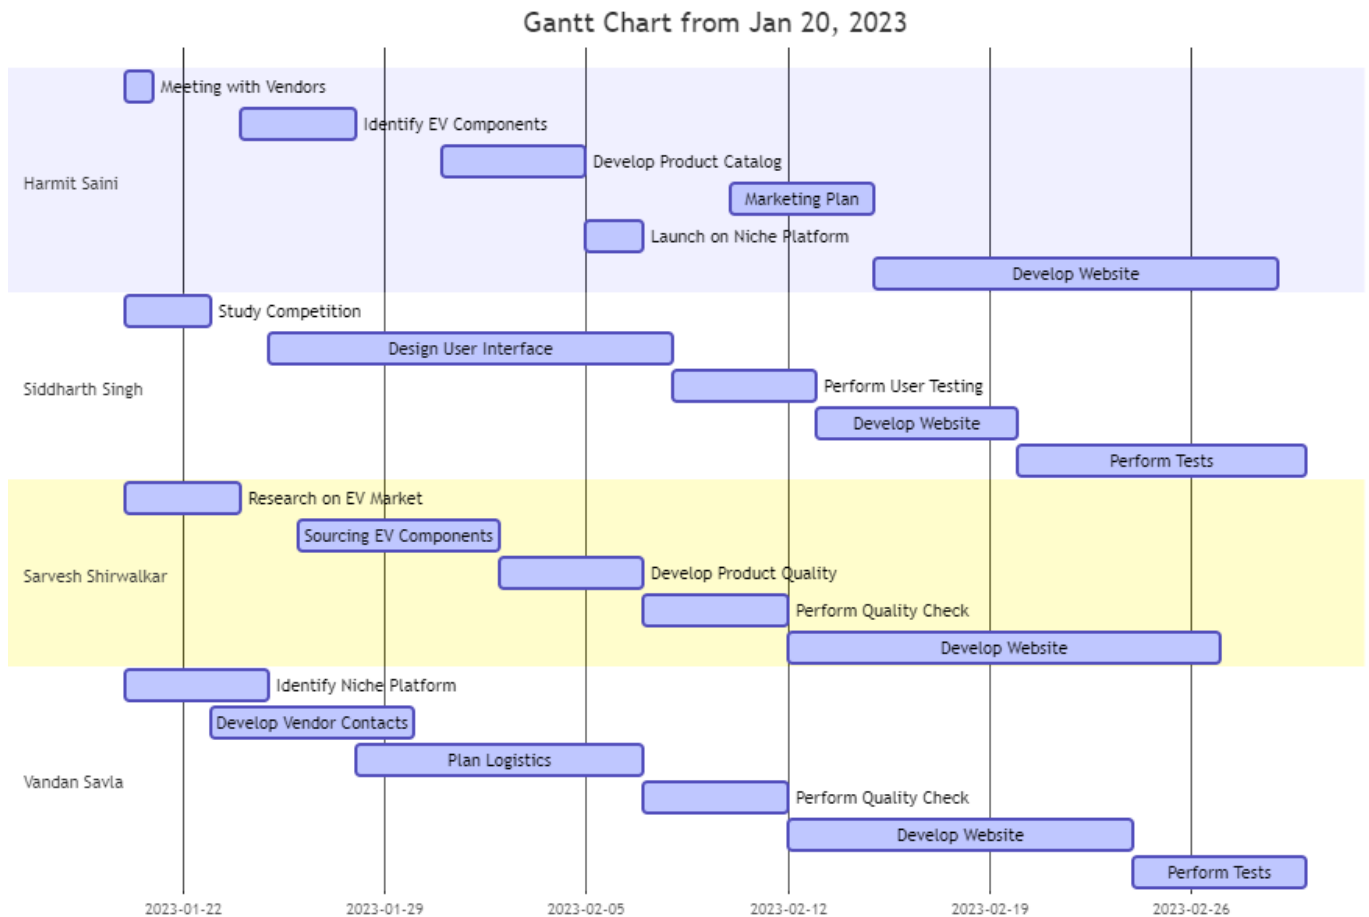 Gantt Chart from Jan 20, 2023
Meeting with Vendors
Identify EV Components
Develop Product Catalog
Harmit Saini
Marketing Plan
Launch on Niche Platform
Develop Website
Study Competition
Design User Interface
Siddharth Singh
Perform User Testing
Develop Website
Perform Tests
Research on EV Market
Sourcing EV Components
Sarvesh Shirwalkar
Develop Product Quality
Perform Quality Check
Develop Website
Identify Niche Platform
Develop Vendor Contacts
Plan Logistics
Vandan Savla
Perform Quality Check
Develop Website
Perform Tests
2023-01-22 2023-01-29 2023-02-05 2023-02-12 2023-02-19 2023-02-26